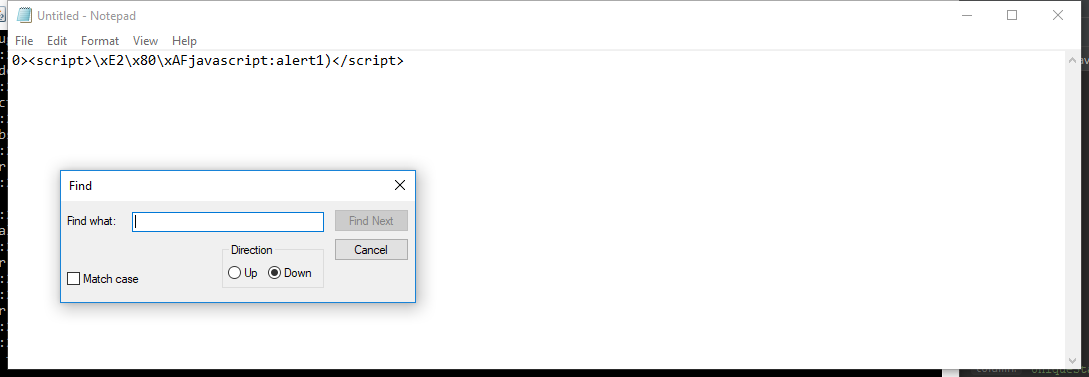 Untitled - Notepad
File Edit Format View Help
0><script>\xE2\x80\xAFjavascript:alert1)</script>
Find
Find what:
Find Next
Direction
Cancel
Up Down
Match case